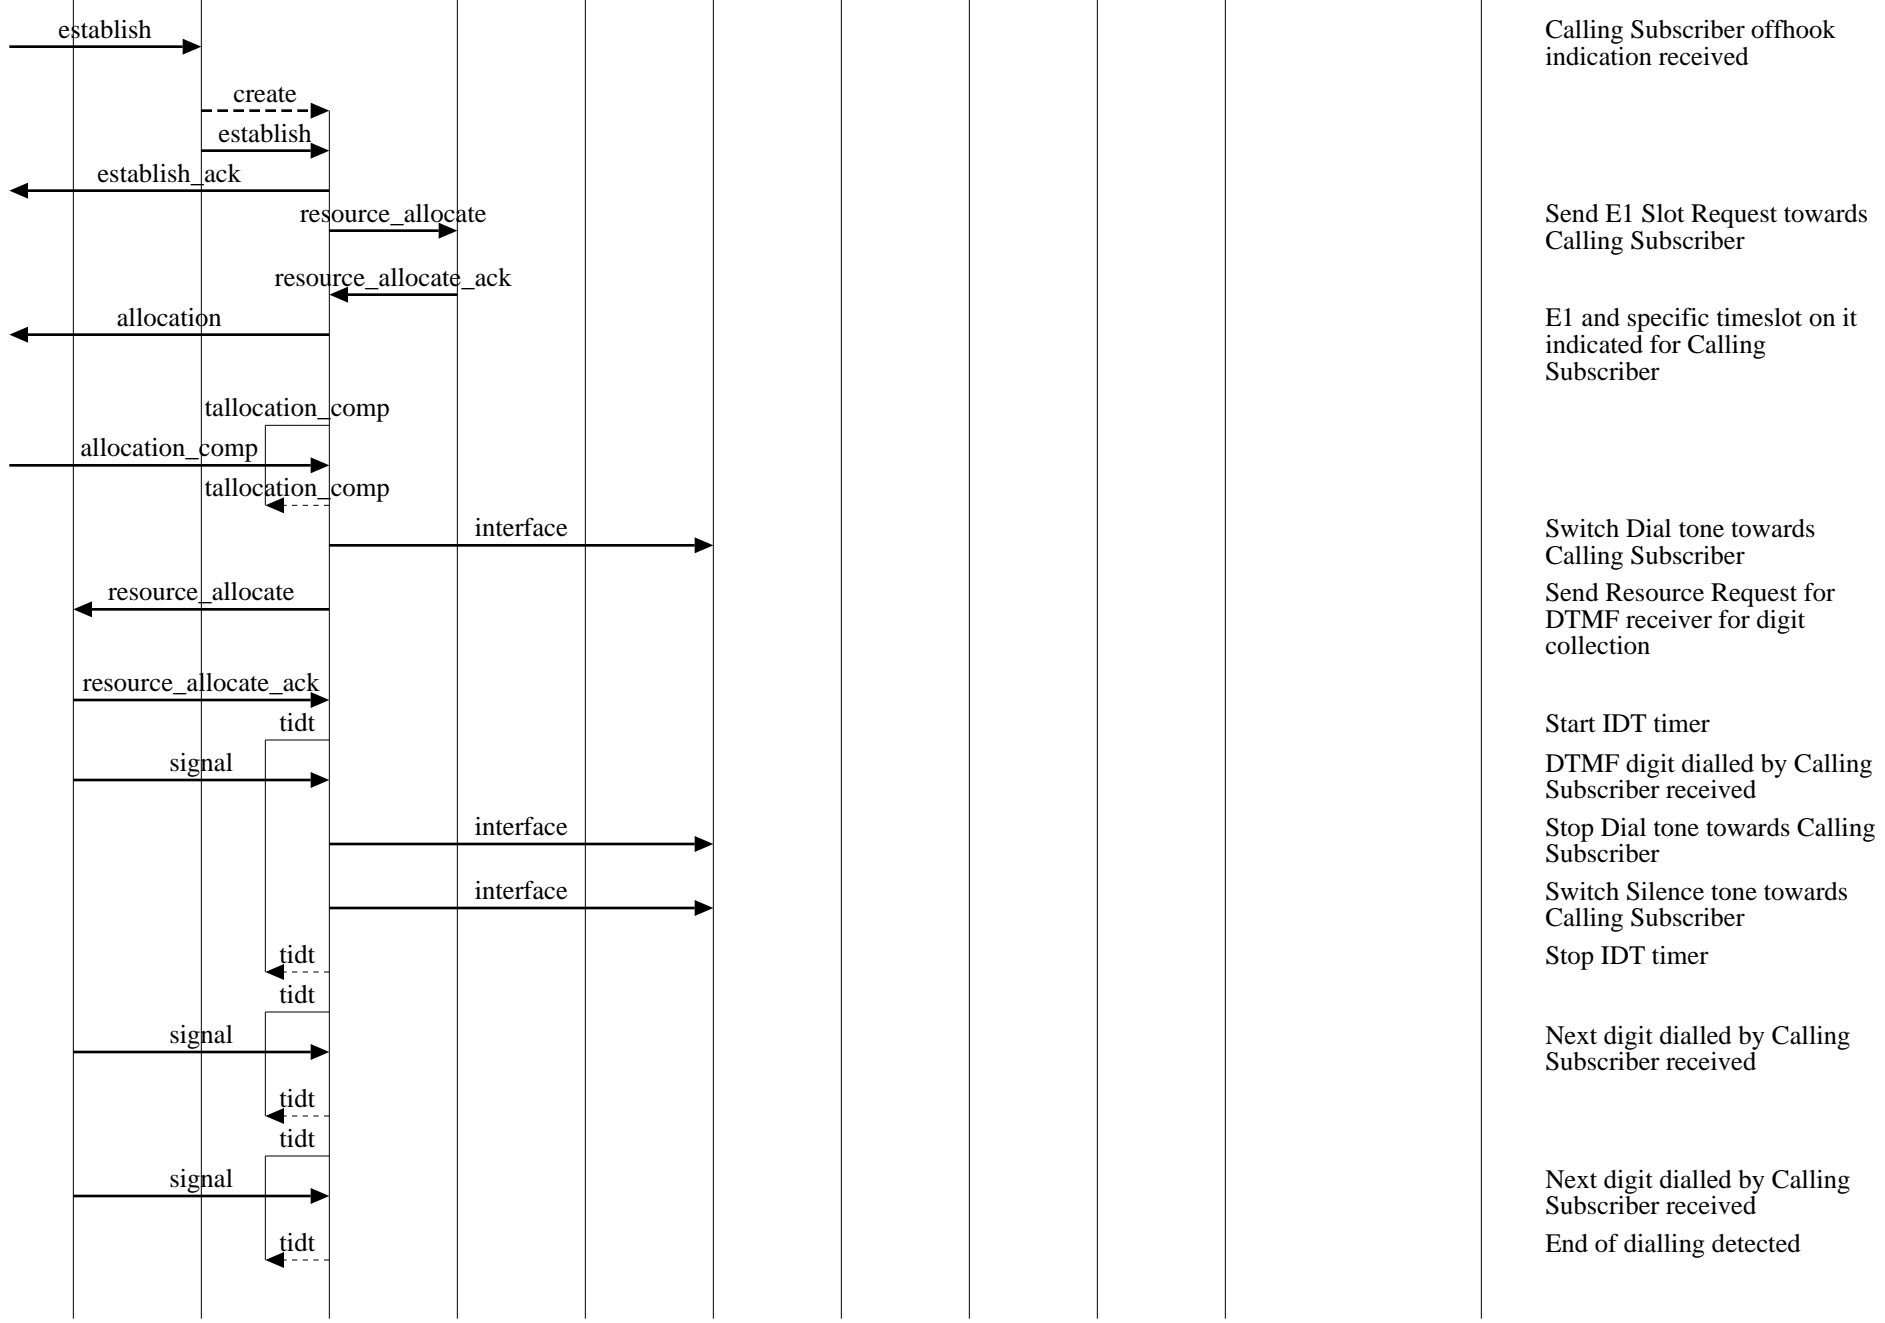 establish
Calling Subscriber offhook
indication received
create
establish
establish_ack
resource_allocate
Send E1 Slot Request towards
Calling Subscriber
resource_allocate_ack
allocation
E1 and specific timeslot on it
indicated for Calling
Subscriber
tallocation_comp
allocation_comp
tallocation_comp
interface
Switch Dial tone towards
Calling Subscriber
resource_allocate
Send Resource Request for
DTMF receiver for digit
collection
resource_allocate_ack
tidt
Start IDT timer
signal
DTMF digit dialled by Calling
Subscriber received
interface
Stop Dial tone towards Calling
Subscriber
interface
Switch Silence tone towards
Calling Subscriber
tidt
Stop IDT timer
tidt
signal
Next digit dialled by Calling
Subscriber received
tidt
tidt
signal
Next digit dialled by Calling
Subscriber received
tidt
End of dialling detected